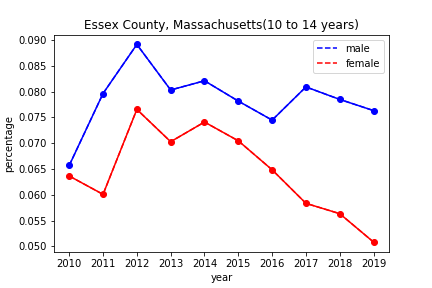 Essex County, Massachusetts(10 to 14 years)
0.090
0.085
0.080
0.075
0.070
0.065
0.060
0.055
0.050
percentage
male
female
2010 2011 2012 2013 2014 2015 2016 2017 2018 2019
year